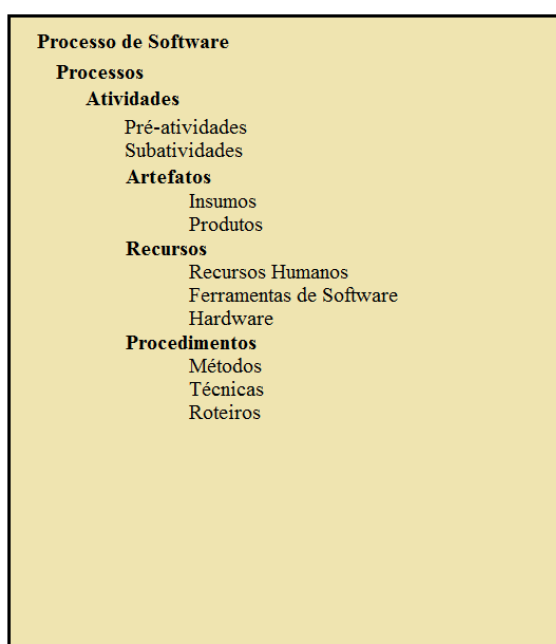 Processo de Software
Processos
Atividades
Pré-atividades
Subatividades
Artefatos
Insumos
Produtos
Recursos
Recursos Humanos
Ferramentas de Software
Hardware
Procedimentos
Métodos
Técnicas
Roteiros